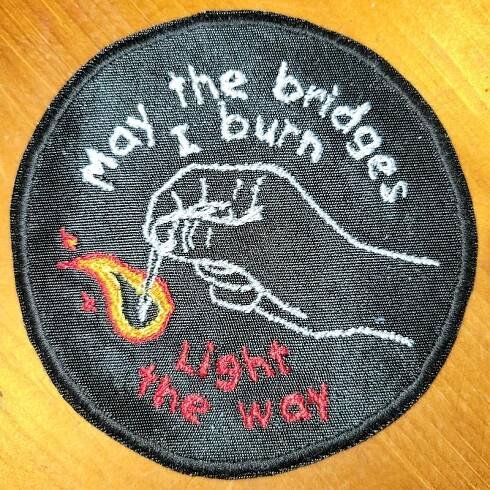 May the bridges
I burn
Light
the way